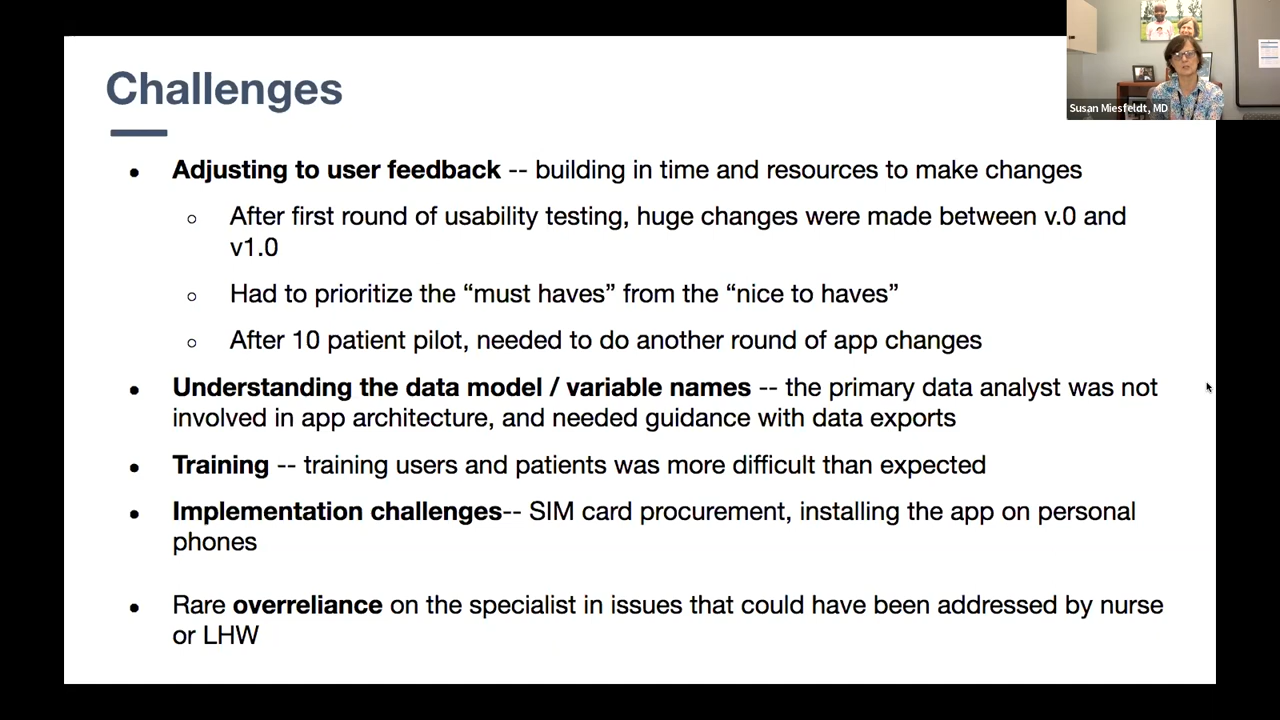 Challenges
Susan Miesfeldt, MD
● Adjusting to user feedback -- building in time and resources to make changes
○ After first round of usability testing, huge changes were made between v.0 and
v1.0
○ Had to prioritize the “must haves” from the “nice to haves”
○ After 10 patient pilot, needed to do another round of app changes
● Understanding the data model / variable names -- the primary data analyst was not
involved in app architecture, and needed guidance with data exports
● Training -- training users and patients was more difficult than expected
● Implementation challenges-- SIM card procurement, installing the app on personal
phones
● Rare overreliance on the specialist in issues that could have been addressed by nurse
or LHW